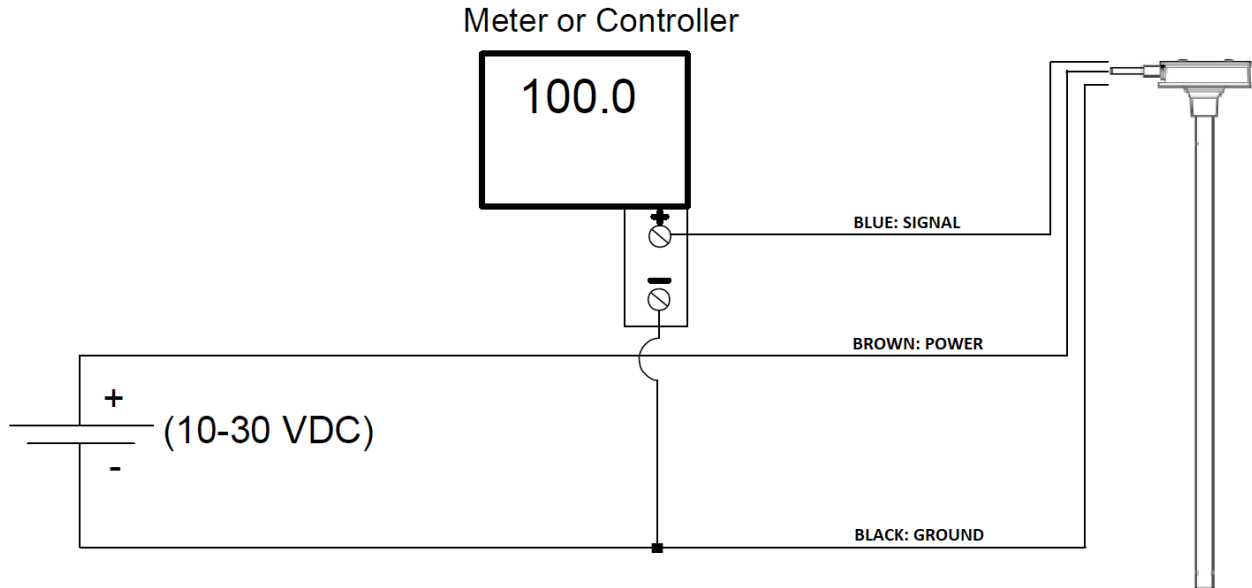 Meter or Controller
100.0
+
BLUE: SIGNAL
-
BROWN: POWER
+
(10-30 VDC)
-
BLACK: GROUND